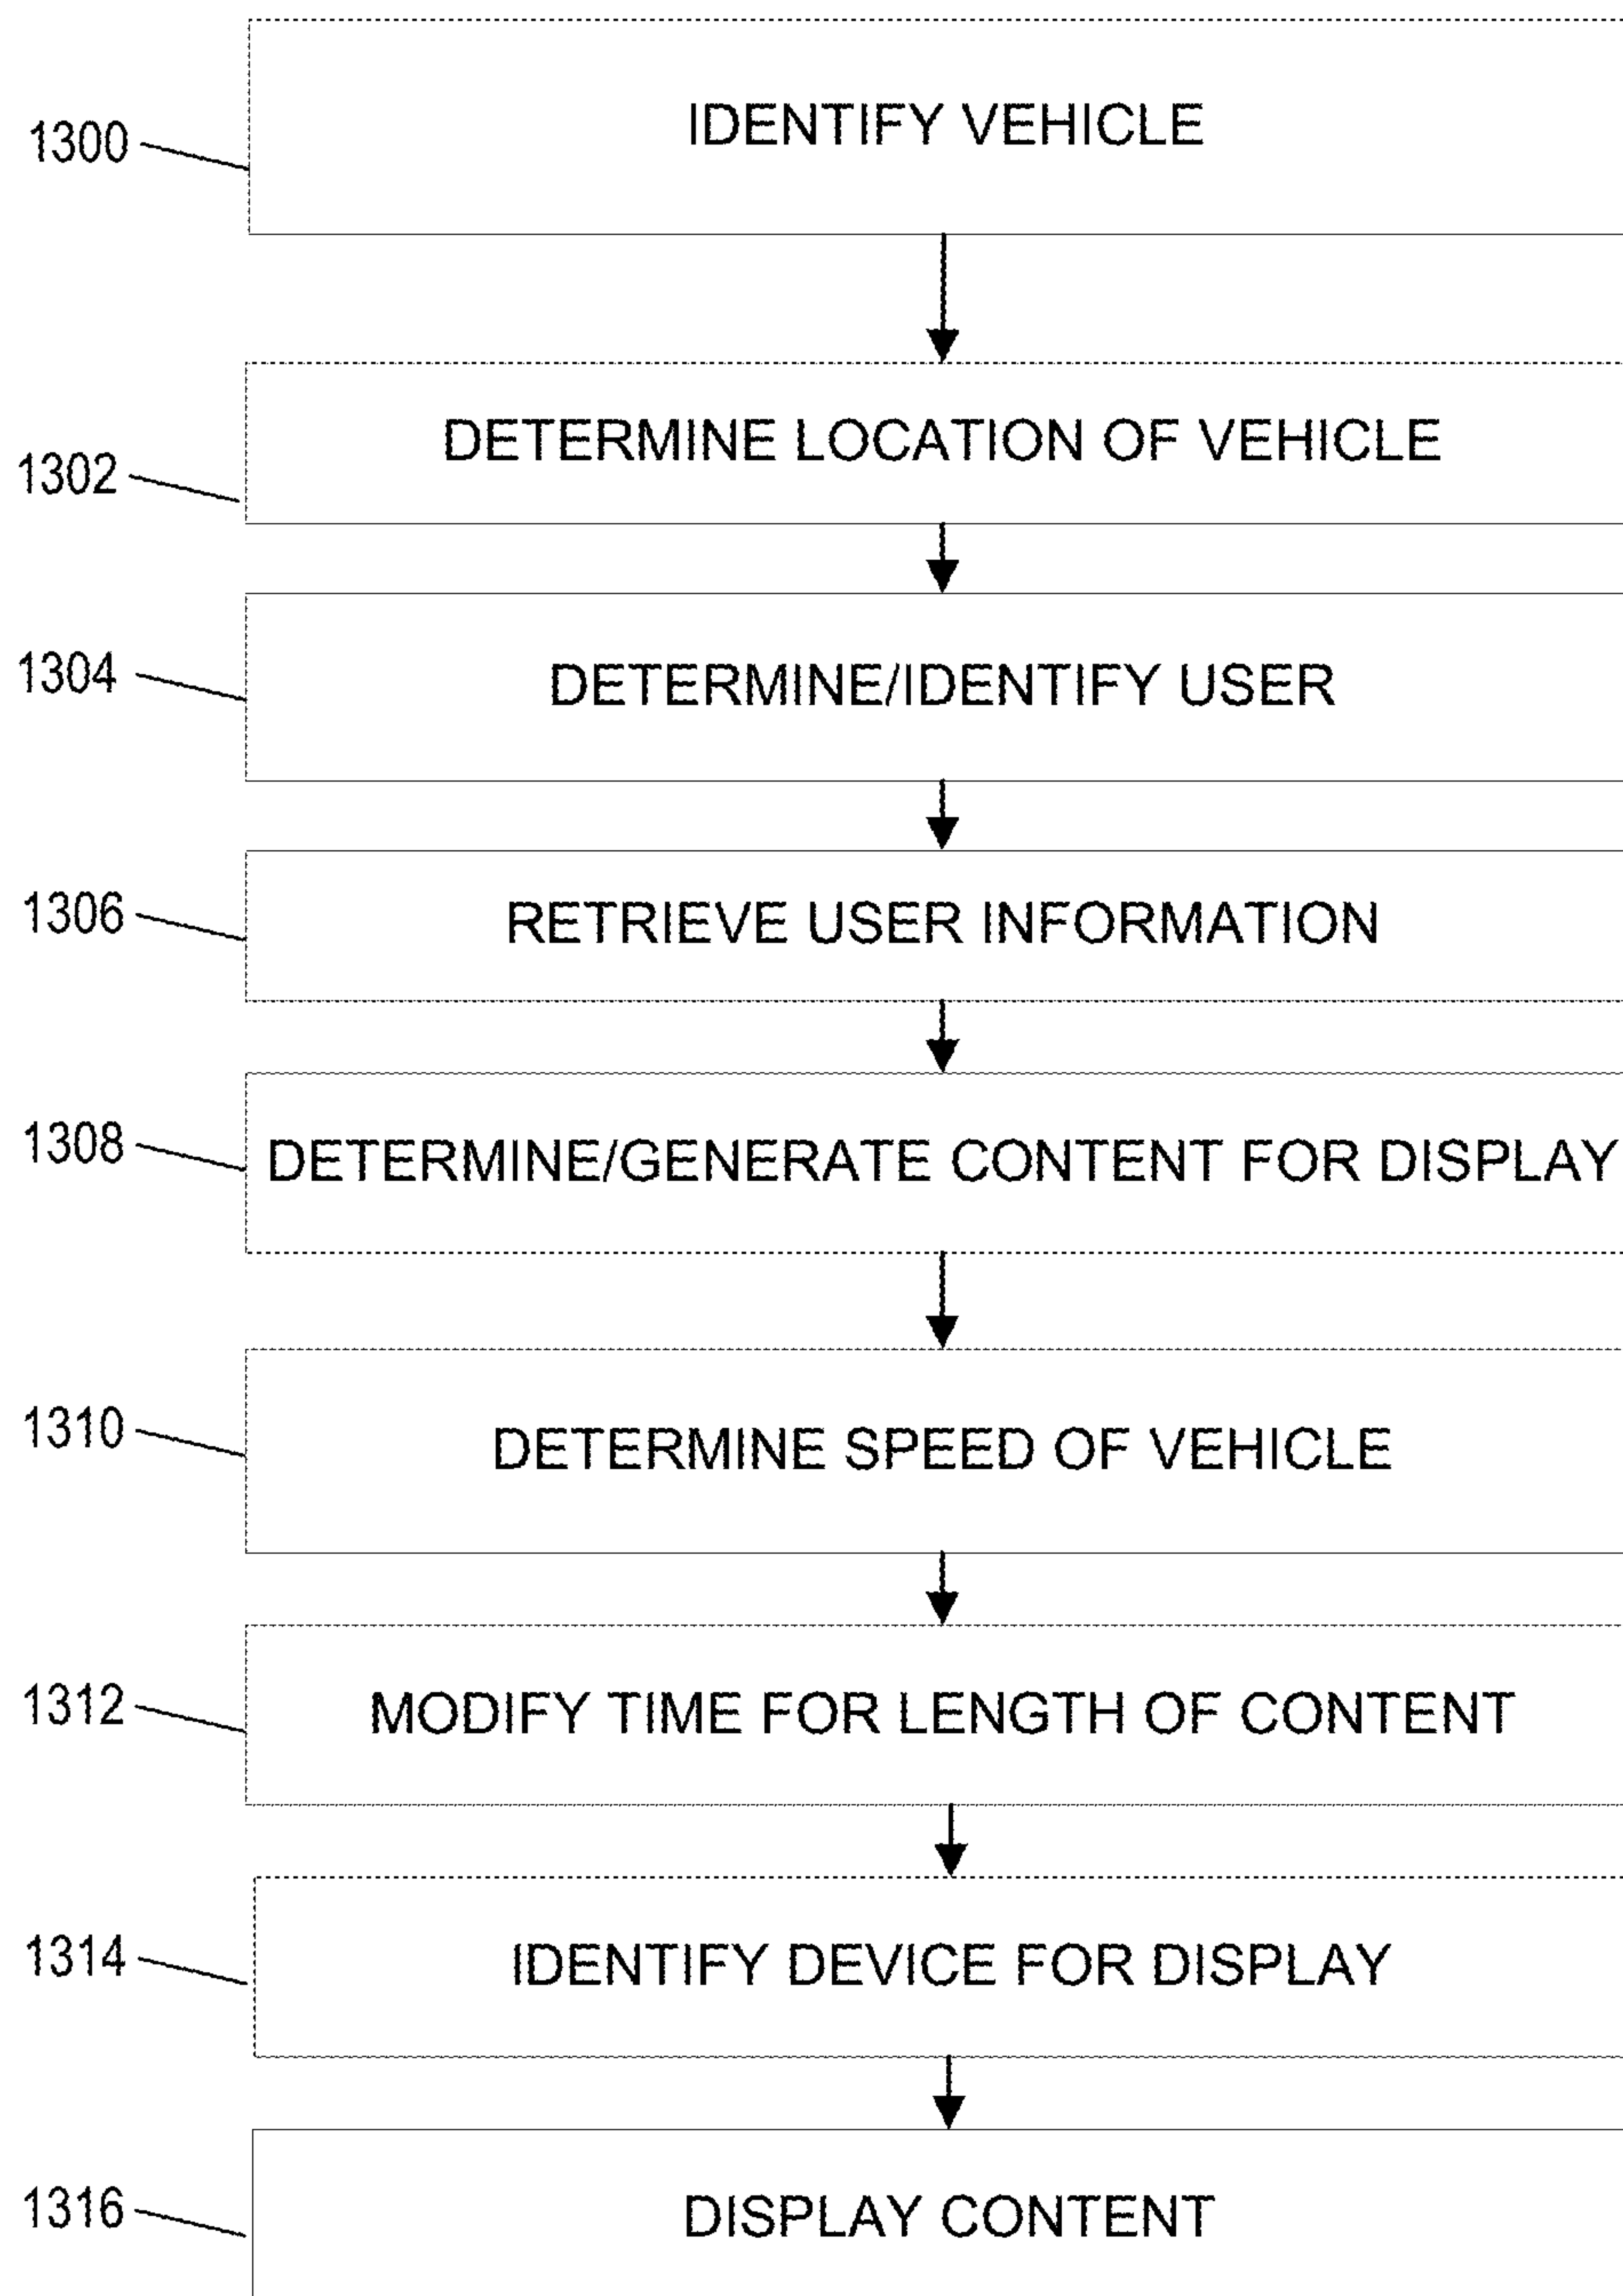 1300 IDENTIFY VEHICLE
1302 DETERMINE LOCATION OF VEHICLE
1304 DETERMINE/IDENTIFY USER
1306 RETRIEVE USER INFORMATION
1308 DETERMINE/GENERATE CONTENT FOR DISPLAY
1310 DETERMINE SPEED OF VEHICLE
1312 MODIFY TIME FOR LENGTH OF CONTENT
1314 IDENTIFY DEVICE FOR DISPLAY
1316 DISPLAY CONTENT